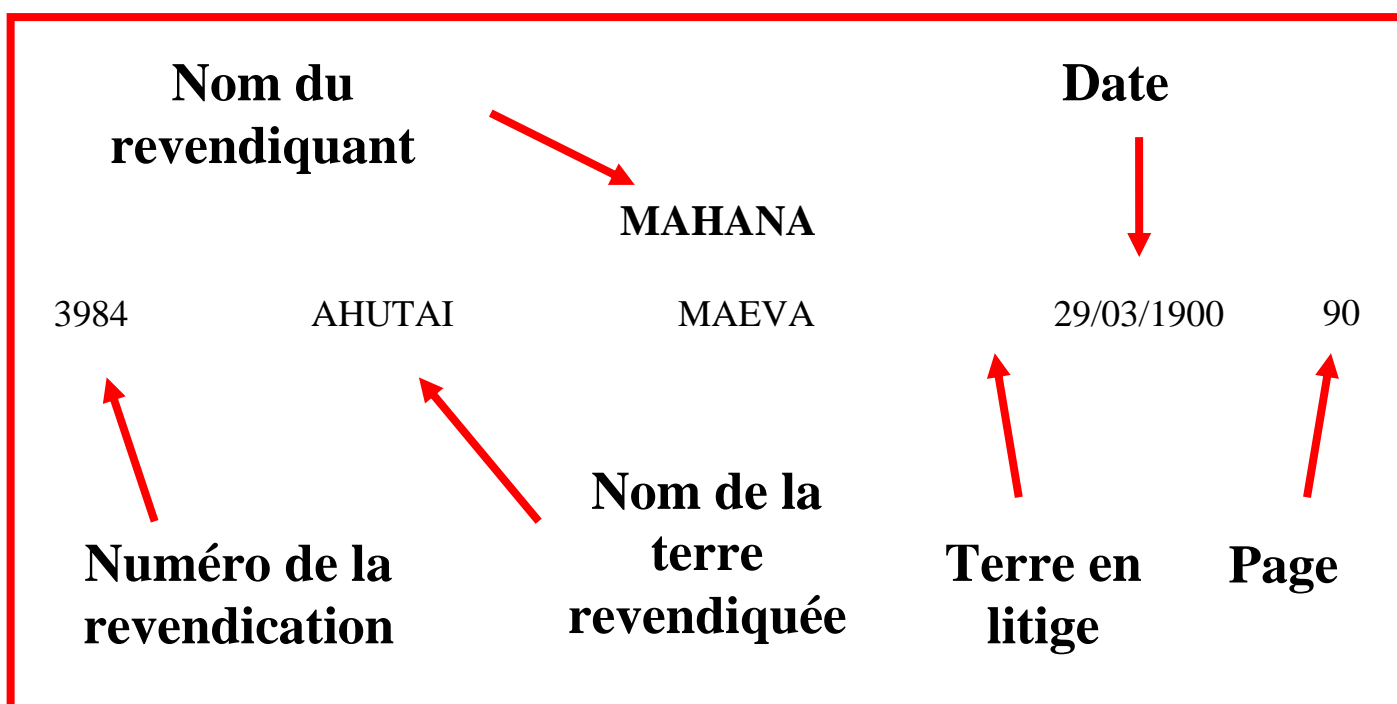 Nom du
revendiquant
Date
MAHANA
3984 AHUTAI MAEVA 29/03/1900 90
Numéro de la
revendication
Nom de la
terre
revendiquée
Terre en
litige
Page